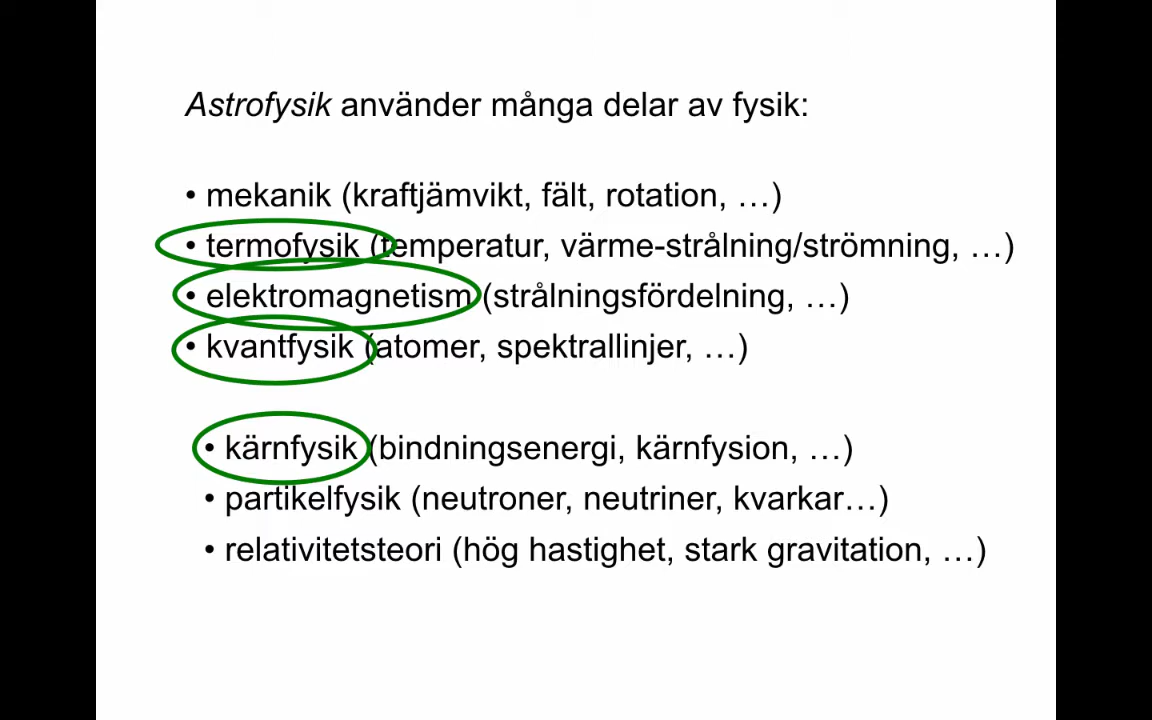 Astrofysik använder många delar av fysik:
• mekanik (kraftjämvikt, fält, rotation, …)
• termofysik (temperatur, värme-strålning/strömning, …)
• elektromagnetism (strålningsfördelning, …)
• kvantfysik (atomer, spektrallinjer, …)
• kärnfysik (bindningsenergi, kärnfysion, …)
• partikelfysik (neutroner, neutriner, kvarkar…)
• relativitetsteori (hög hastighet, stark gravitation, …)